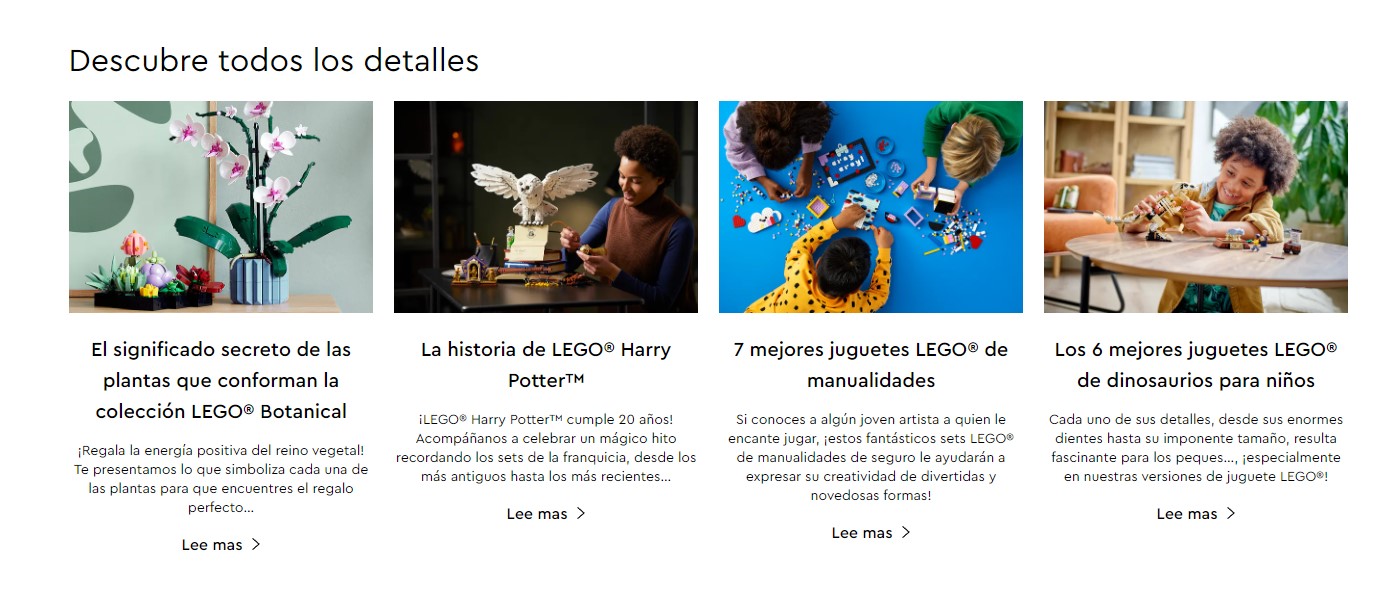 Descubre todos los detalles
El significado secreto de las
plantas que conforman la
colección LEGO® Botanical
¡Regala la energía positiva del reino vegetal!
Te presentamos lo que simboliza cada una de
las plantas para que encuentres el regalo
perfecto...
Lee mas
La historia de LEGO® Harry
Potter™
¡LEGO® Harry Potter™ cumple 20 años!
Acompáñanos a celebrar un mágico hito
recordando los sets de la franquicia, desde los
más antiguos hasta los más recientes...
Lee mas
7 mejores juguetes LEGO® de
manualidades
Si conoces a algún joven artista a quien le
encante jugar, ¡estos fantásticos sets LEGO®
de manualidades de seguro le ayudarán a
expresar su creatividad de divertidas y
novedosas formas!
Lee mas
Los 6 mejores juguetes LEGO®
de dinosaurios para niños
Cada uno de sus detalles, desde sus enormes
dientes hasta su imponente tamaño, resulta
fascinante para los peques..., ¡especialmente
en nuestras versiones de juguete LEGO®!
Lee mas